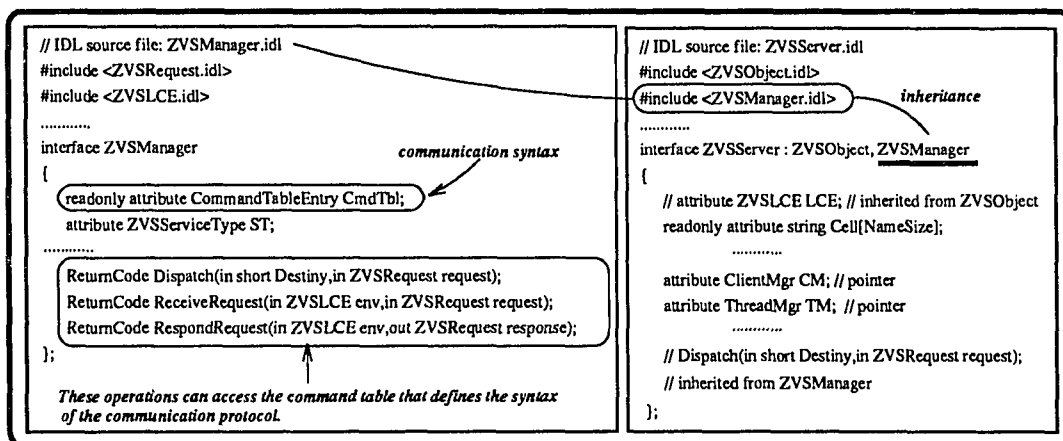 // IDL source file: ZVSManager.idl
#include <ZVSRequest.idl>
#include <ZVSLCE.idl>
.............
interface ZVSManager
{
communication syntax
readonly attribute CommandTableEntry CmdTbl;
attribute ZVSServiceType ST;
.............
ReturnCode Dispatch(in short Destiny,in ZVSRequest request);
ReturnCode ReceiveRequest(in ZVSLCE env,in ZVSRequest request);
ReturnCode RespondRequest(in ZVSLCE env,out ZVSRequest response);
};
These operations can access the command table that defines the syntax
of the communication protocol.
// IDL source file: ZVSServer.idl
#include <ZVSObject.idl>
#include <ZVSManager.idl>
inheritance
.............
interface ZVSServer : ZVSObject, ZVSManager
{
// attribute ZVSLCE LCE; // inherited from ZVSObject
readonly attribute string Cell[NameSize];
.............
attribute ClientMgr CM; // pointer
attribute ThreadMgr TM; // pointer
.............
// Dispatch(in short Destiny,in ZVSRequest request);
// inherited from ZVSManager
};